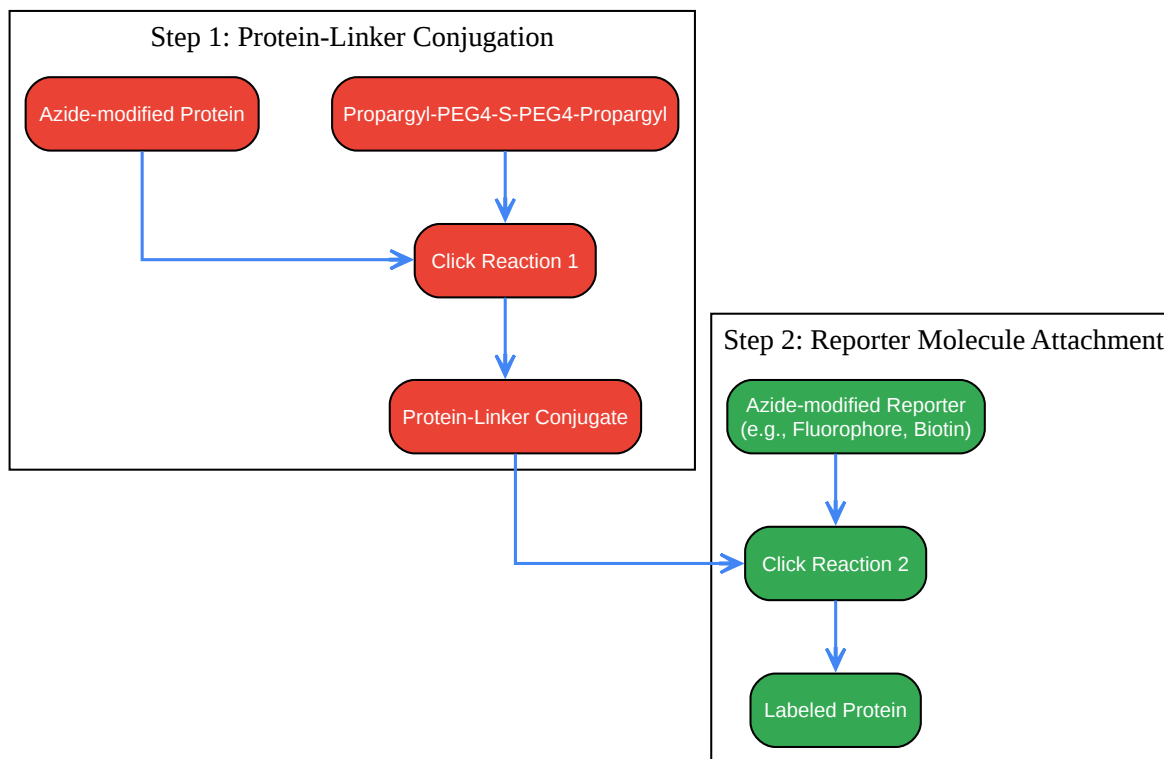 Step 1: Protein-Linker Conjugation
Azide-modified Protein
Propargyl-PEG4-S-PEG4-Propargyl
Click Reaction 1
Protein-Linker Conjugate
Step 2: Reporter Molecule Attachment
Azide-modified Reporter
(e.g., Fluorophore, Biotin)
Click Reaction 2
Labeled Protein